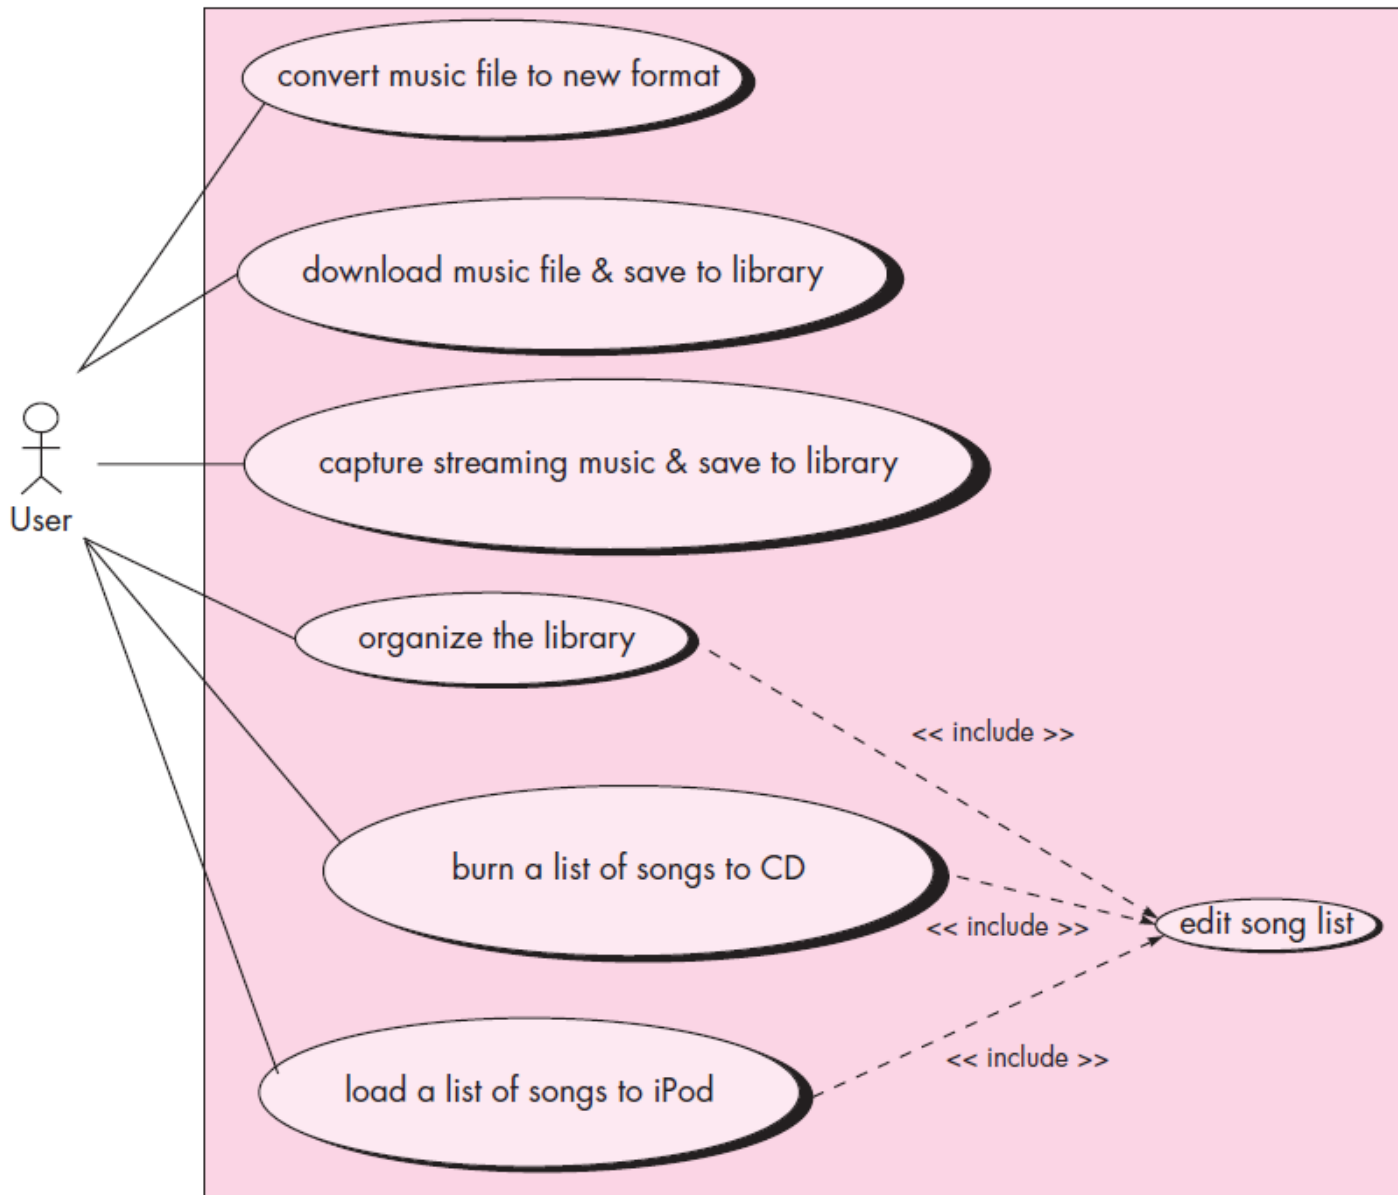 convert music file to new format
download music file & save to library
capture streaming music & save to library
User
organize the library
<< include >>
burn a list of songs to CD
<< include >>
edit song list
<< include >>
load a list of songs to iPod